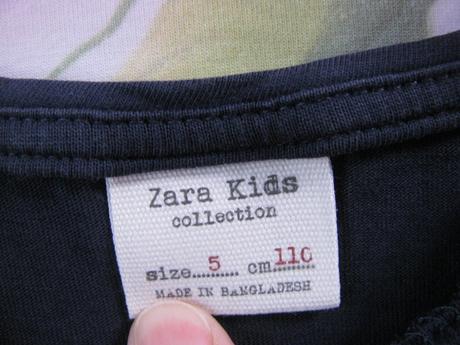 Zara Kids
collection
size.....5..... cm.110.....
MADE IN BANGLADESH